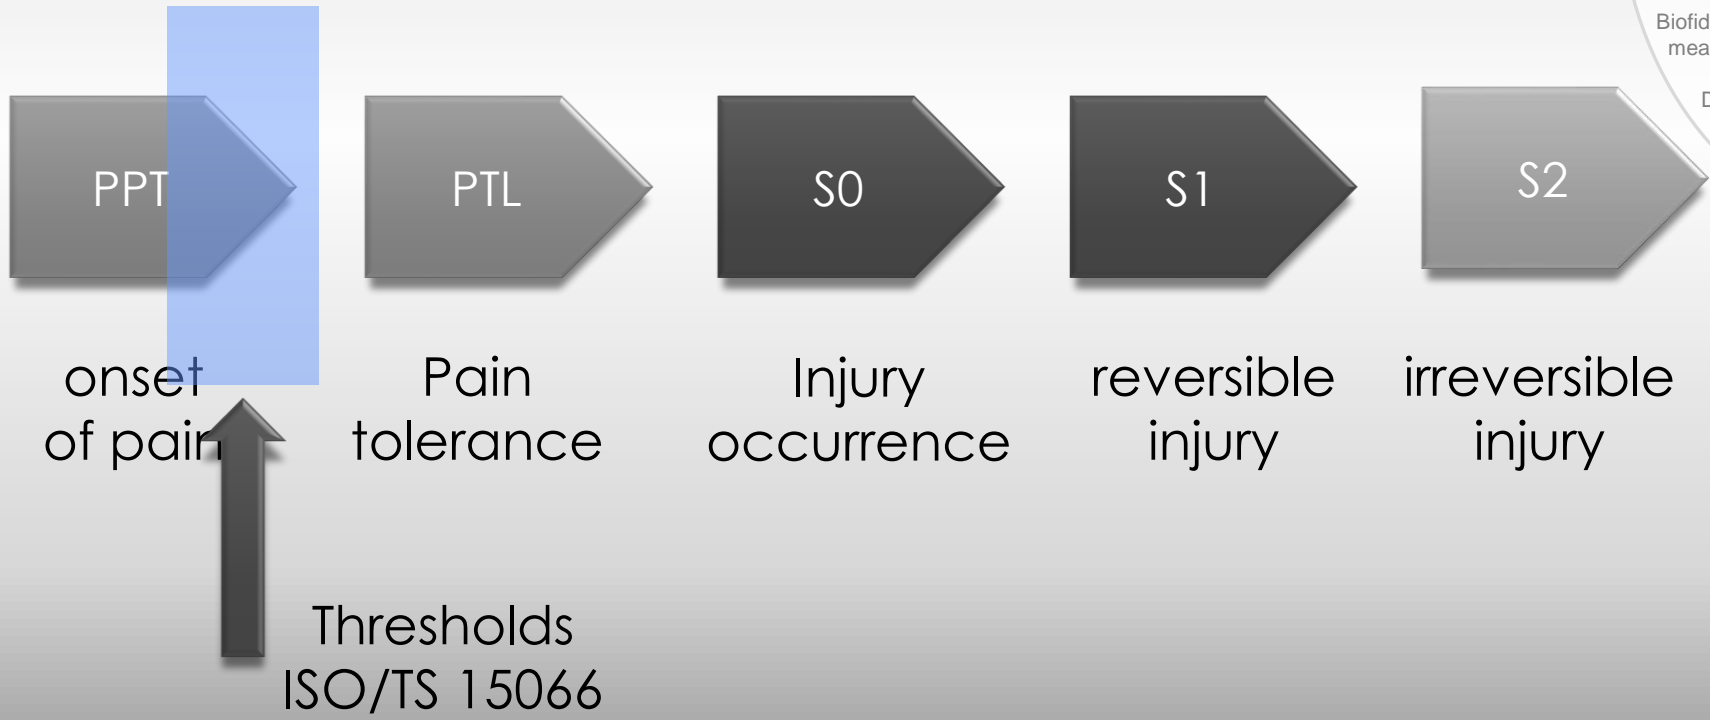 PPT
PTL
S0
S1
S2
onset
of pain
Pain
tolerance
Injury
occurrence
reversible
injury
irreversible
injury
Thresholds
ISO/TS 15066